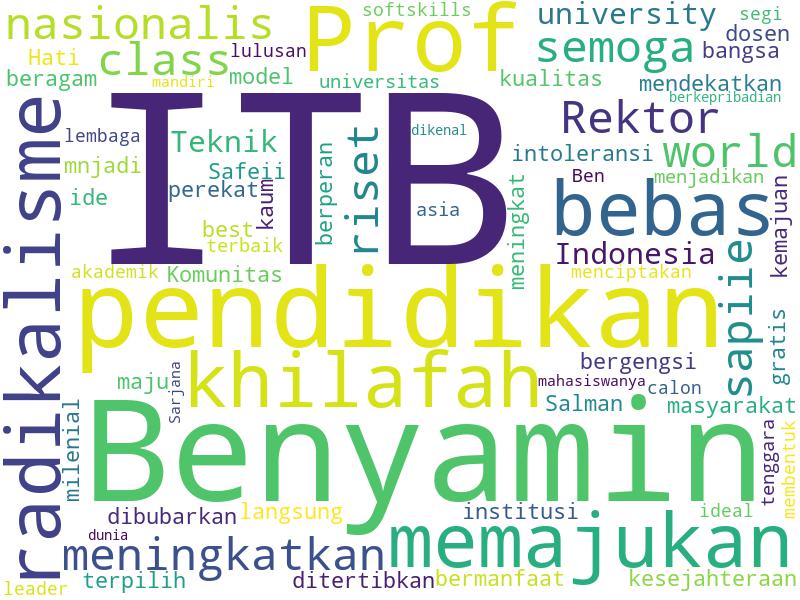 nasionalis
softskills
Prof
university
segi
Hati
class
lulusan
semoga
dosen
bangsa
beragam
mandiri
model
universitas
kualitas
mendekatkan
berkepribadian
radikalisme
ITB
lembaga
Teknik
dikenal
Rektor
mnjadi
Safeii
berperan
riset
intoleransi
world
ide
perekat
kaum
asia
Ben
menjadikan
best
terbaik
meningkat
bebas
kemajuan
Indonesia
akademik
Komunitas
menciptakan
sapiie
pendidikan
gratis
maju
Sarjana
khilafah
bergengsi
mahasiswanya
calon
Salman
masyarakat
milenial
Benyamin
tenggara
membentuk
dibubarkan
langsung
institusi
ideal
dunia
meningkatkan
memajukan
leader
terpilih
ditertibkan
bermanfaat
kesejahteraan